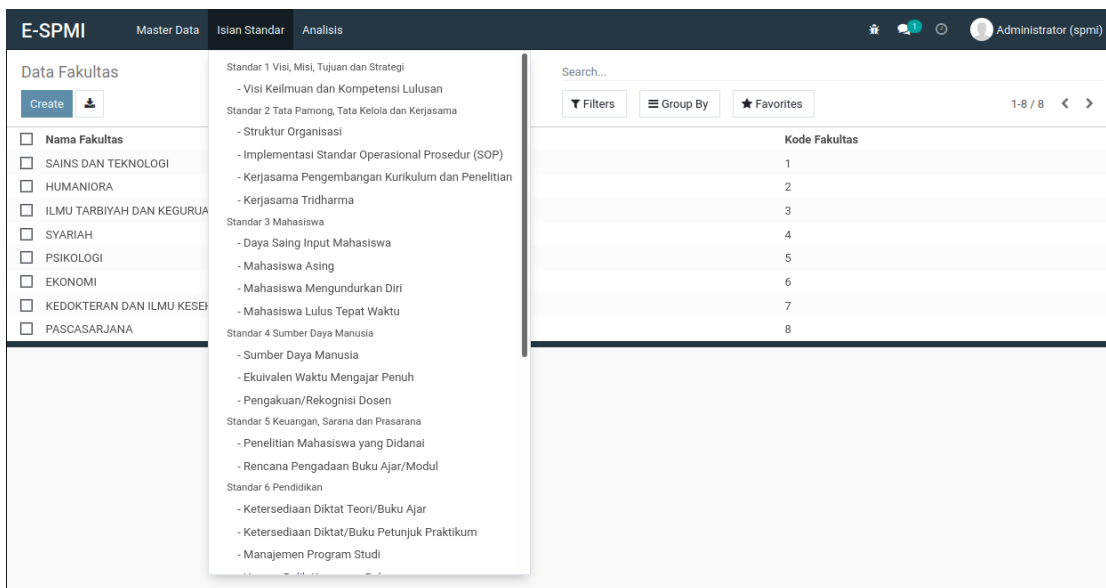 E-SPMI Master Data Isian Standar Analisis 1 Administrator (spmi)
Data Fakultas
Search...
Create
Filters Group By Favorites 1-8 / 8
Nama Fakultas Kode Fakultas
SAINS DAN TEKNOLOGI 1
HUMANIORA 2
ILMU TARBIYAH DAN KEGURUA 3
SYARIAH 4
PSIKOLOGI 5
EKONOMI 6
KEDOKTERAN DAN ILMU KESEH 7
PASCASARJANA 8
Standar 1 Visi, Misi, Tujuan dan Strategi
- Visi Keilmuan dan Kompetensi Lulusan
Standar 2 Tata Pamong, Tata Kelola dan Kerjasama
- Struktur Organisasi
- Implementasi Standar Operasional Prosedur (SOP)
- Kerjasama Pengembangan Kurikulum dan Penelitian
- Kerjasama Tridharma
Standar 3 Mahasiswa
- Daya Saing Input Mahasiswa
- Mahasiswa Asing
- Mahasiswa Mengundurkan Diri
- Mahasiswa Lulus Tepat Waktu
Standar 4 Sumber Daya Manusia
- Sumber Daya Manusia
- Ekuivalen Waktu Mengajar Penuh
- Pengakuan/Rekognisi Dosen
Standar 5 Keuangan, Sarana dan Prasarana
- Penelitian Mahasiswa yang Didanai
- Rencana Pengadaan Buku Ajar/Modul
Standar 6 Pendidikan
- Ketersediaan Diktat Teori/Buku Ajar
- Ketersediaan Diktat/Buku Petunjuk Praktikum
- Manajemen Program Studi